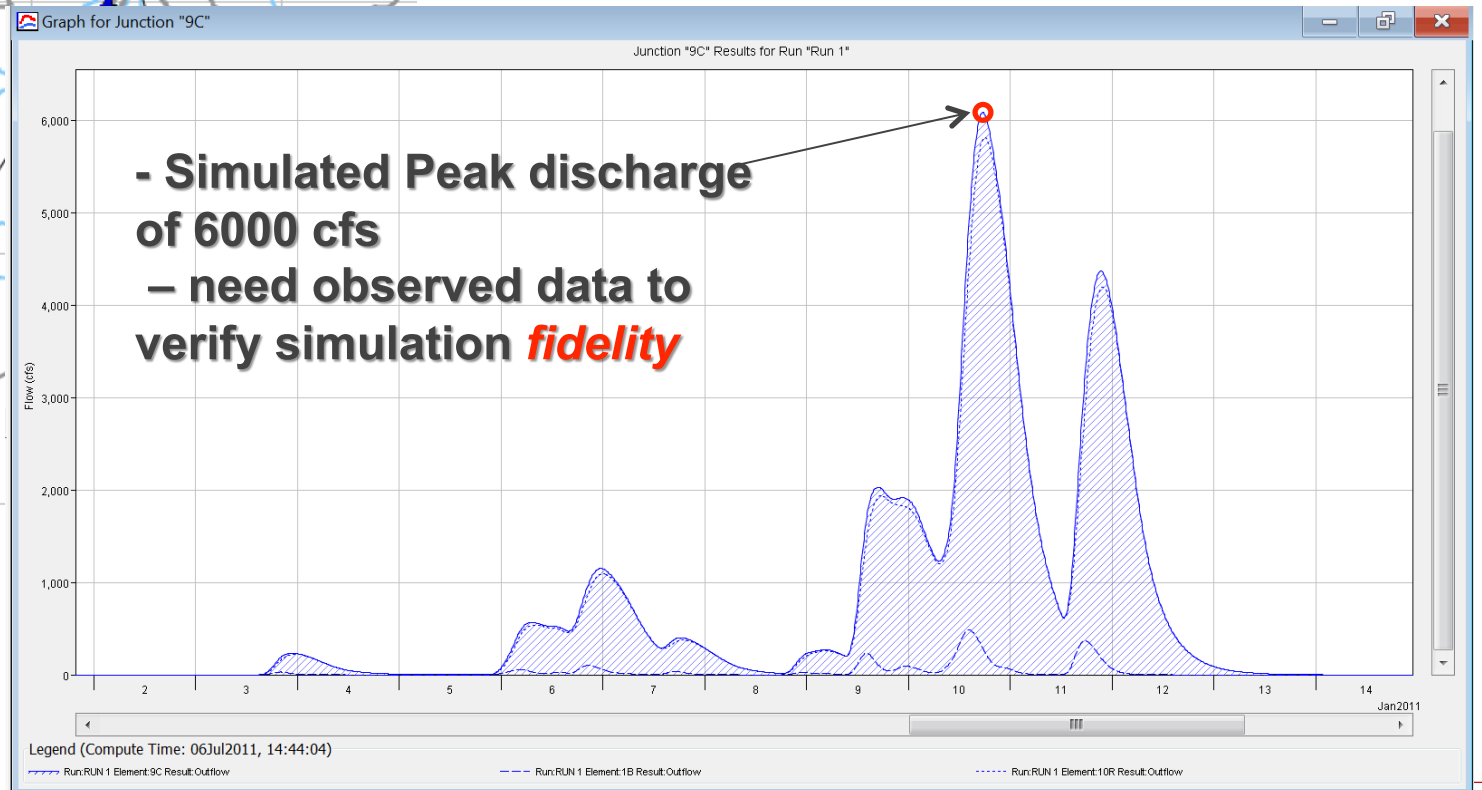 Graph for Junction "9C"
Junction "9C" Results for Run "Run 1"
6,000
5,000
4,000
3,000
2,000
1,000
0
Flow (cfs)
- Simulated Peak discharge
of 6000 cfs
– need observed data to
verify simulation fidelity
2 3 4 5 6 7 8 9 10 11 12 13 14
Jan2011
Legend (Compute Time: 06Jul2011, 14:44:04)
Run:RUN 1 Element:9C Result:Outflow Run:RUN 1 Element:1B Result:Outflow Run:RUN 1 Element:10R Result:Outflow